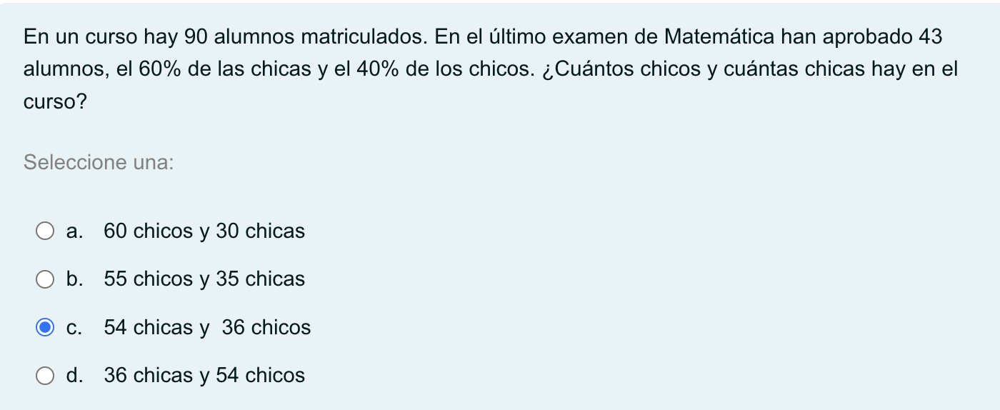 En un curso hay 90 alumnos matriculados. En el último examen de Matemática han aprobado 43
alumnos, el 60% de las chicas y el 40% de los chicos. ¿Cuántos chicos y cuántas chicas hay en el
curso?
Seleccione una:
a. 60 chicos y 30 chicas
b. 55 chicos y 35 chicas
c. 54 chicas y 36 chicos
d. 36 chicas y 54 chicos